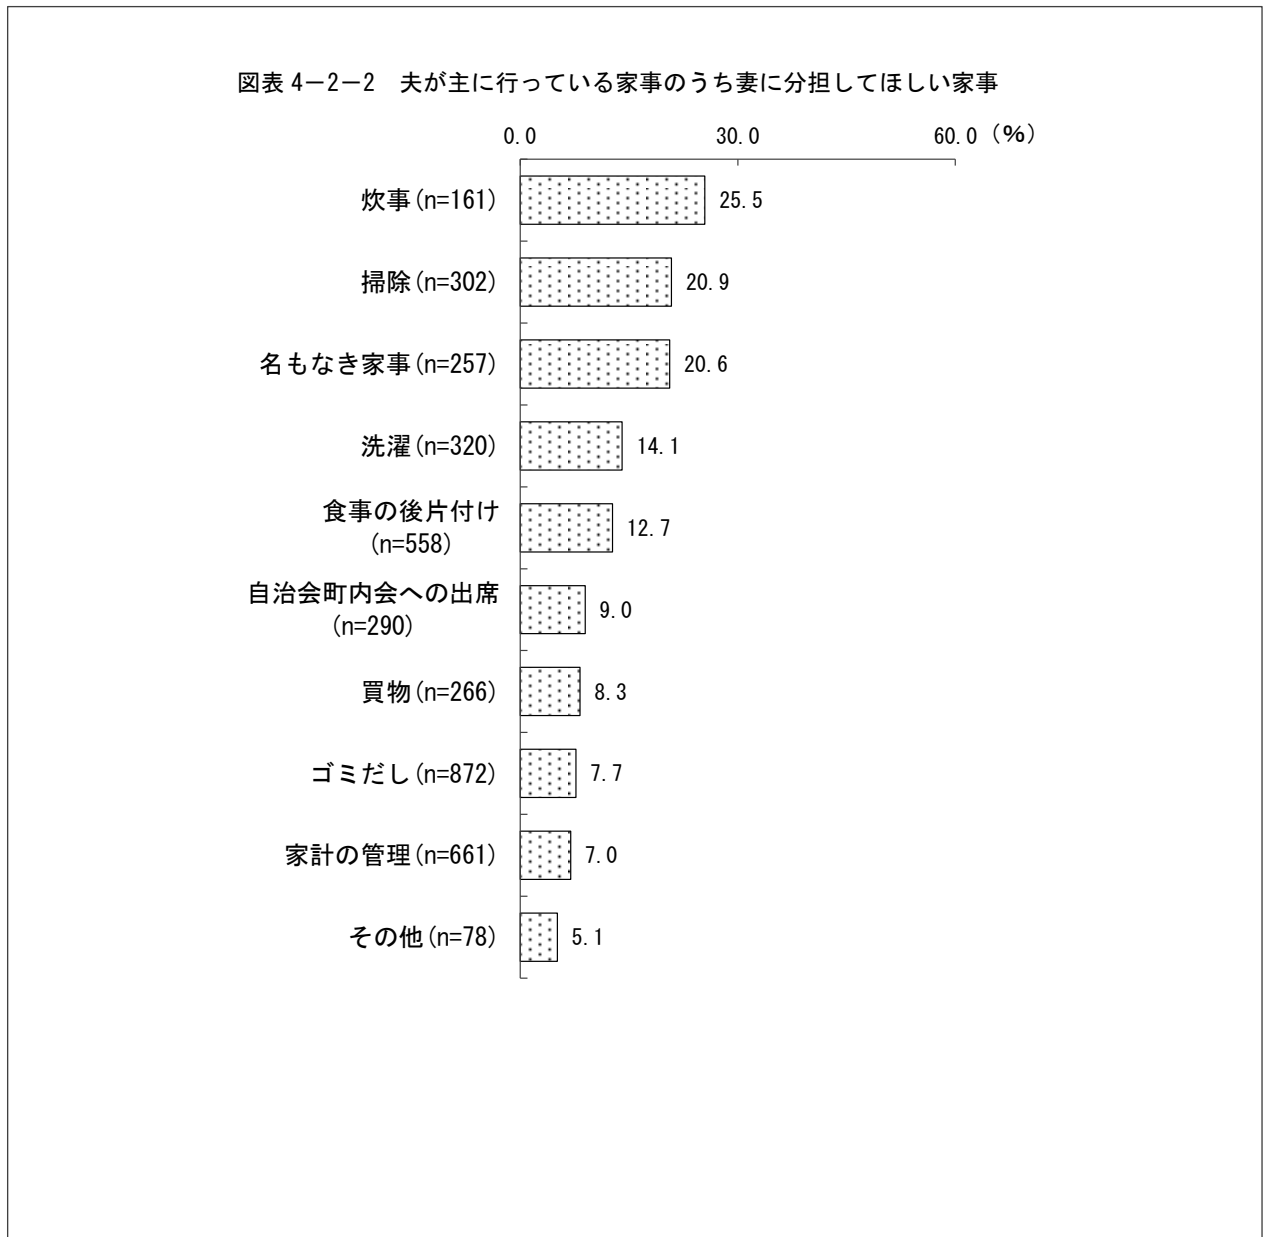 図表 4－2－2　夫が主に行っている家事のうち妻に分担してほしい家事
0.0 30.0 60.0 (%)
炊事(n=161) 25.5
掃除(n=302) 20.9
名もなき家事(n=257) 20.6
洗濯(n=320) 14.1
食事の後片付け
(n=558) 12.7
自治会町内会への出席
(n=290) 9.0
買物(n=266) 8.3
ゴミだし(n=872) 7.7
家計の管理(n=661) 7.0
その他(n=78) 5.1